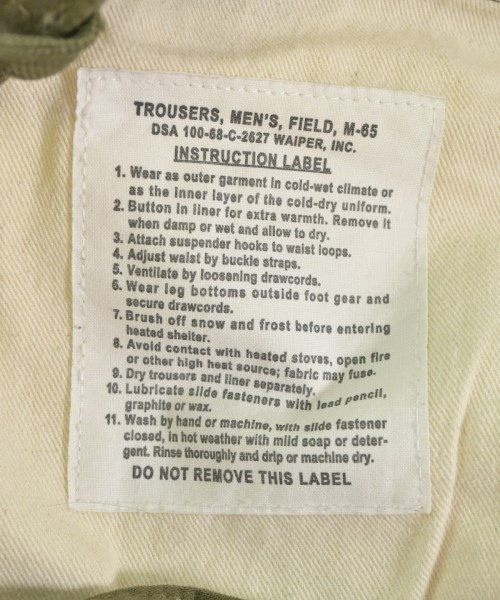 TROUSERS, MEN'S, FIELD, M-65
DSA 100-68-C-2627 WAIPER, INC.
INSTRUCTION LABEL
1. Wear as outer garment in cold-wet climate or
as the inner layer of the cold-dry uniform.
2. Button in liner for extra warmth. Remove it
when damp or wet and allow to dry.
3. Attach suspender hooks to waist loops.
4. Adjust waist by buckle straps.
5. Ventilate by loosening drawcords.
6. Wear leg bottoms outside foot gear and
secure drawcords.
7. Brush off snow and frost before entering
heated shelter.
8. Avoid contact with heated stoves, open fire
or other high heat source; fabric may fuse.
9. Dry trousers and liner separately.
10. Lubricate slide fasteners with lead pencil,
graphite or wax.
11. Wash by hand or machine, with slide fastener
closed, in hot weather with mild soap or deter-
gent. Rinse thoroughly and drip or machine dry.
DO NOT REMOVE THIS LABEL